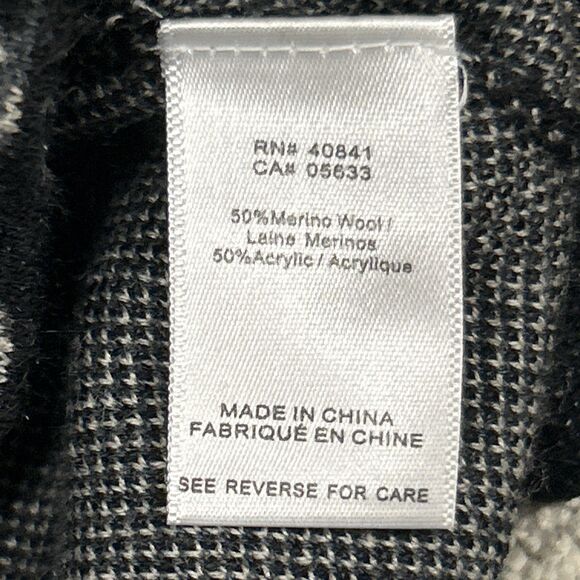 RN# 40841
CA# 05633
50%Merino Wool /
Laine Merinos
50%Acrylic / Acrylique
MADE IN CHINA
FABRIQUÉ EN CHINE
SEE REVERSE FOR CARE